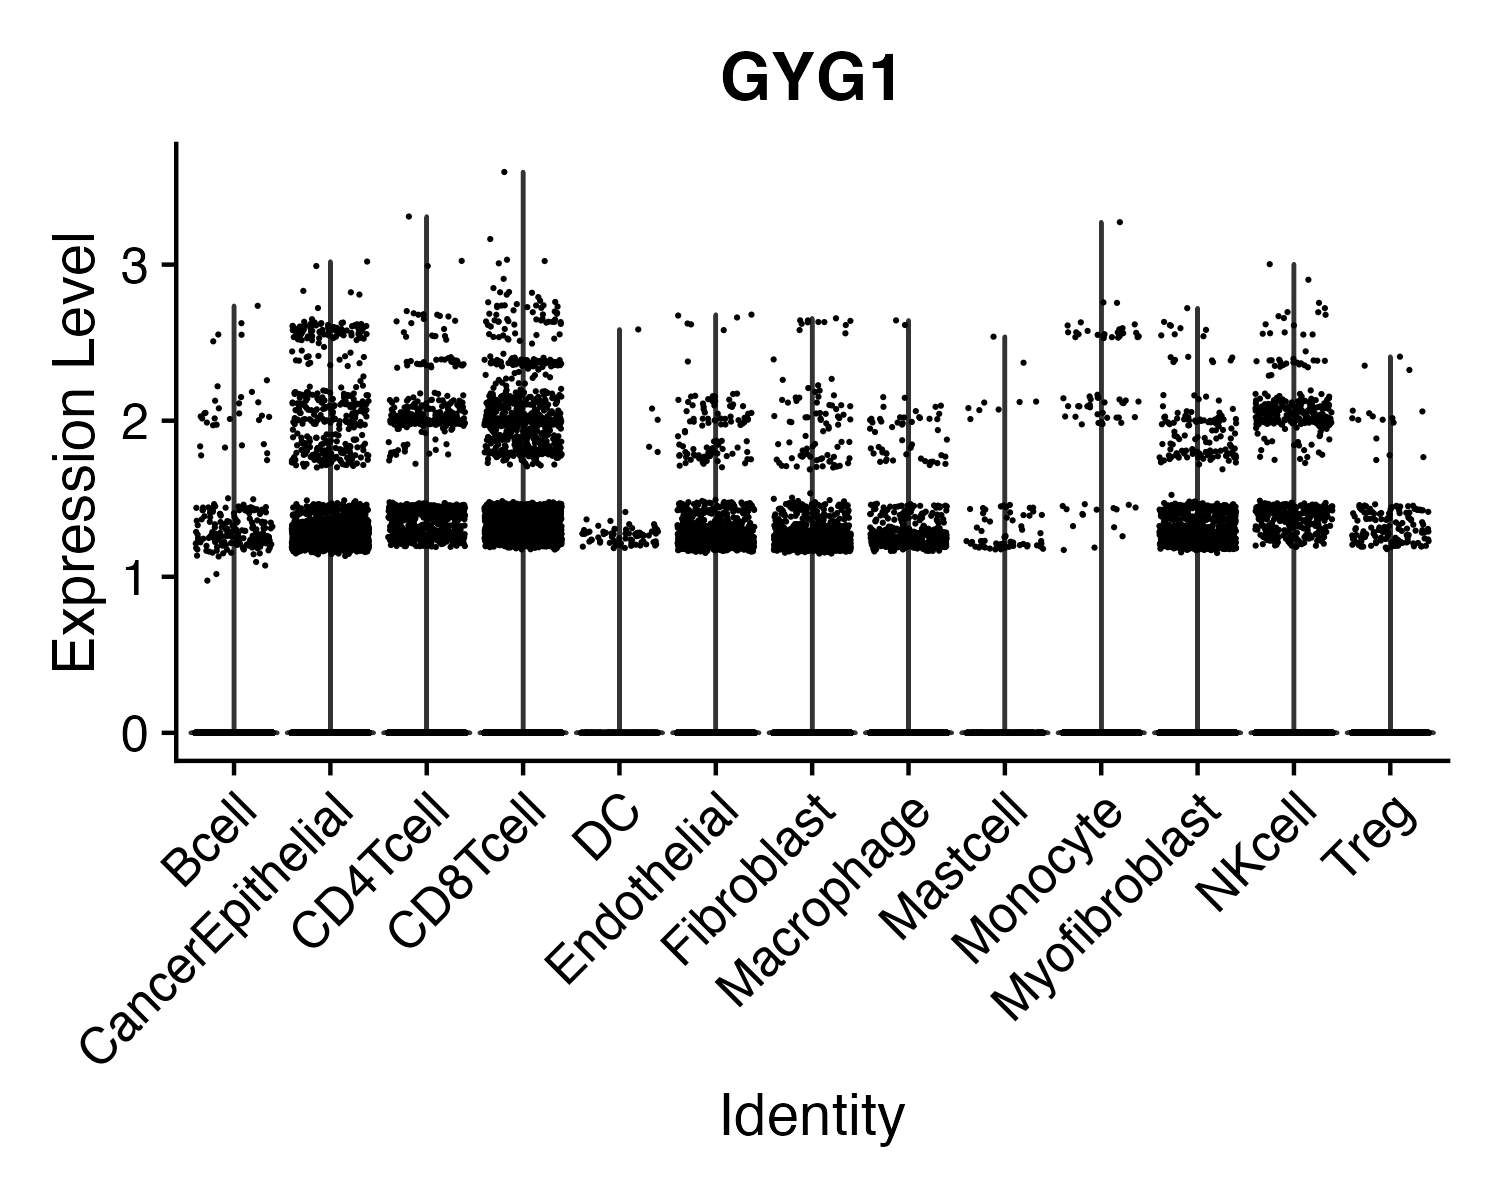 GYG1
Expression Level
3
2
1
0
Bcell
CancerEpithelial
CD4Tcell
CD8Tcell
DC
Endothelial
Fibroblast
Macrophage
Mastcell
Monocyte
Myofibroblast
NKcell
Treg
Identity